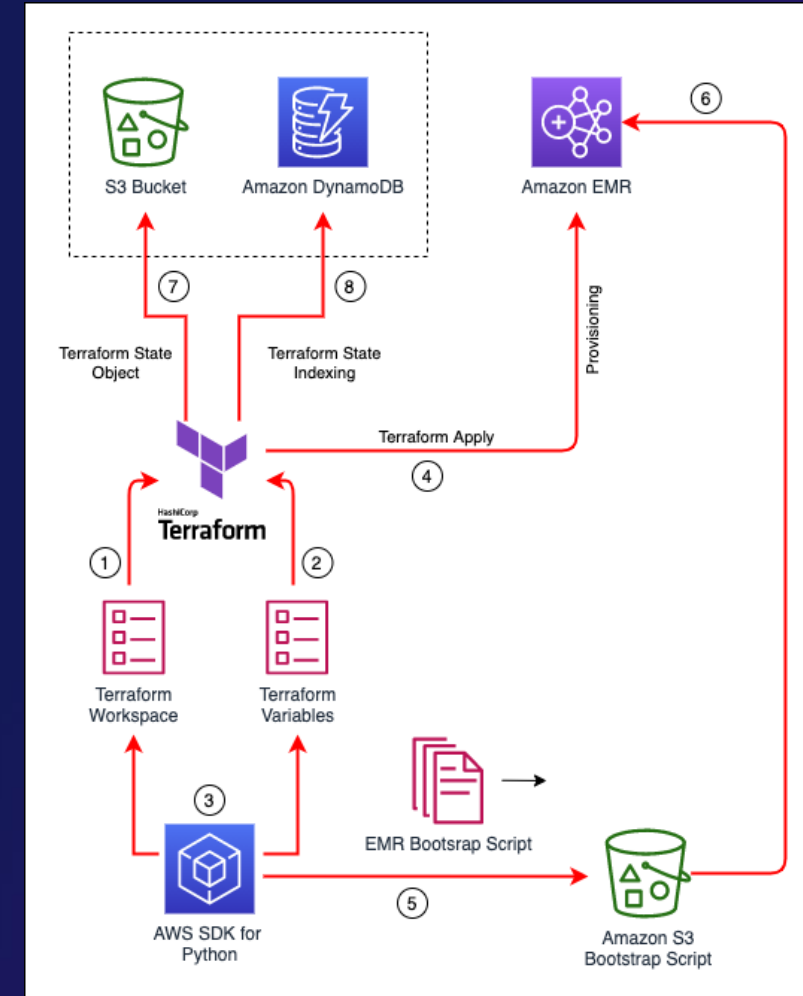 6
S3 Bucket
Amazon DynamoDB
Amazon EMR
7
8
Terraform State
Object
Terraform State
Indexing
Provisioning
Terraform Apply
4
HashiCorp
Terraform
1
2
Terraform
Workspace
Terraform
Variables
3
EMR Bootsrap Script
5
AWS SDK for
Python
Amazon S3
Bootstrap Script